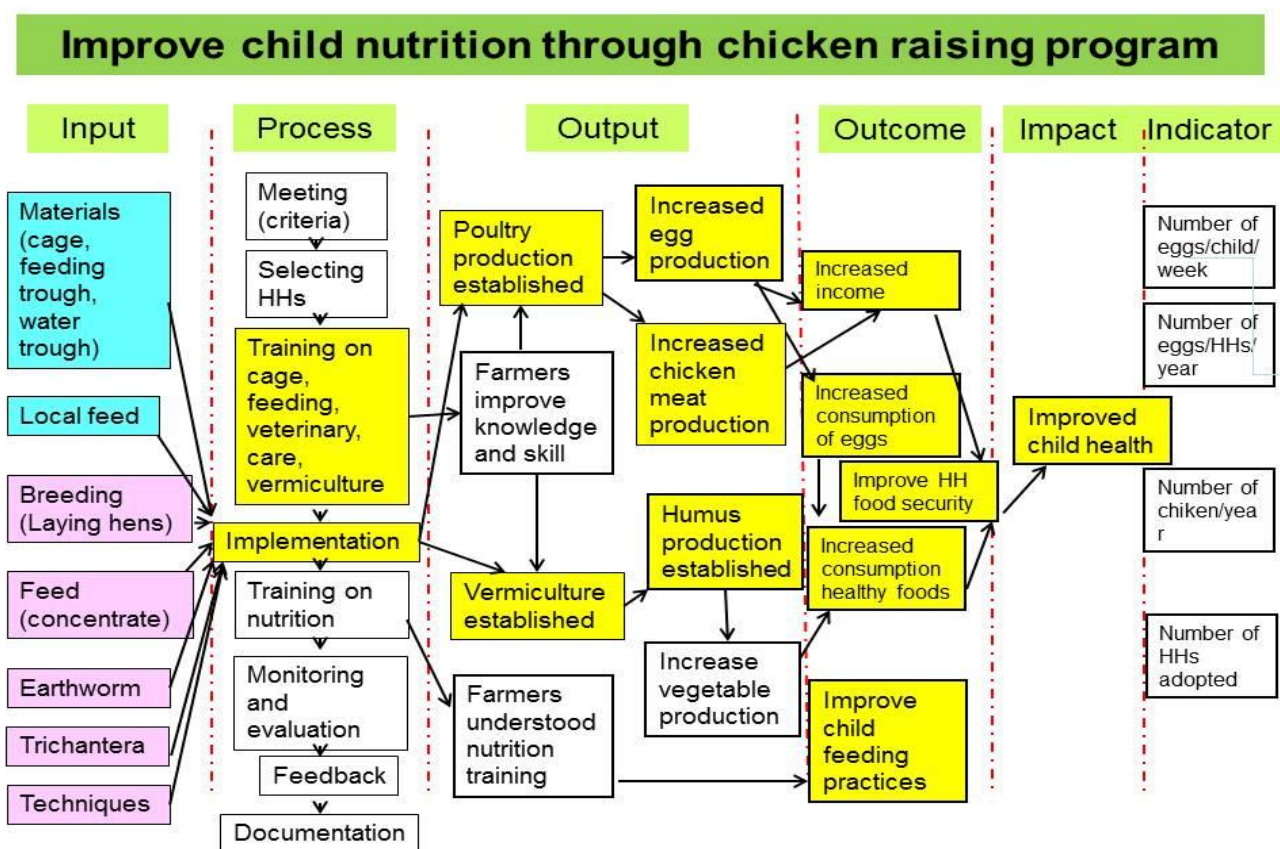 Improve child nutrition through chicken raising program
Input
Process
Output
Outcome
Impact
Indicator
Materials
(cage,
feeding
trough,
water
trough)
Local feed
Breeding
(Laying hens)
Feed
(concentrate)
Earthworm
Trichantera
Techniques
Meeting
(criteria)
Selecting
HHs
Training on
cage,
feeding,
veterinary,
care,
vermiculture
Implementation
Training on
nutrition
Monitoring
and
evaluation
Feedback
Documentation
Poultry
production
established
Farmers
improve
knowledge
and skill
Vermiculture
established
Farmers
understood
nutrition
training
Increased
egg
production
Increased
chicken
meat
production
Humus
production
established
Increase
vegetable
production
Increased
income
Increased
consumption
of eggs
Improve HH
food security
Increased
consumption
healthy foods
Improve
child
feeding
practices
Improved
child health
Number of
eggs/child/
week
Number of
eggs/HHs/
year
Number of
chiken/yea
r
Number of
HHs
adopted